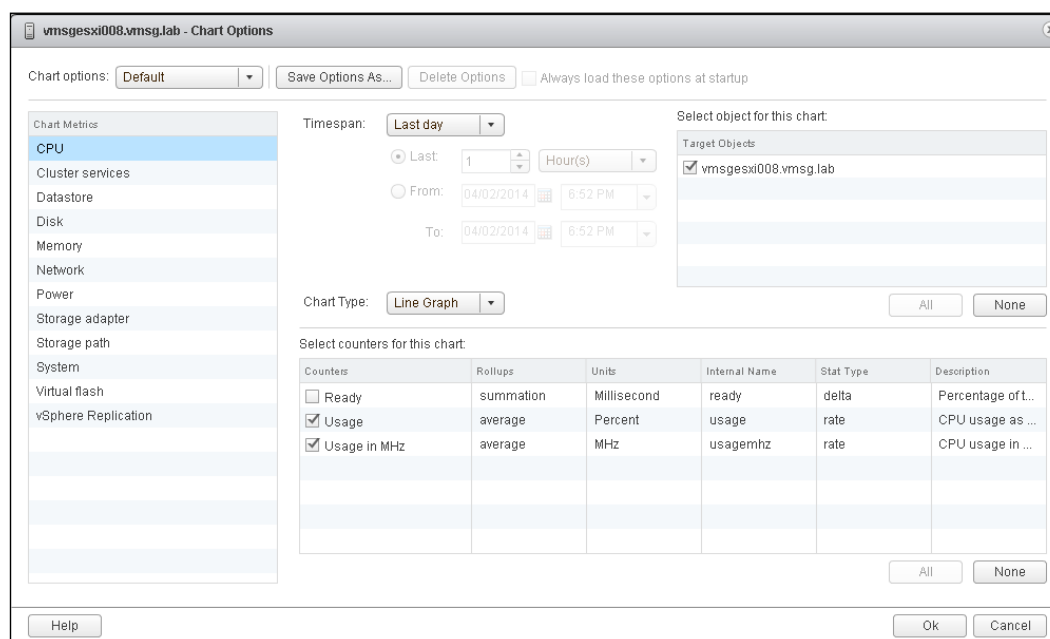 vmsgesxi008.vmsg.lab - Chart Options
Chart options: Default Save Options As... Delete Options Always load these options at startup
Chart Metrics
CPU
Cluster services
Datastore
Disk
Memory
Network
Power
Storage adapter
Storage path
System
Virtual flash
vSphere Replication
Timespan: Last day
Last: 1 Hour(s)
From: 04/02/2014 6:52 PM
To: 04/02/2014 6:52 PM
Chart Type: Line Graph
Select object for this chart:
Target Objects
vmsgesxi008.vmsg.lab
All None
Select counters for this chart:
Counters Rollups Units Internal Name Stat Type Description
Ready summation Millisecond ready delta Percentage of t...
Usage average Percent usage rate CPU usage as ...
Usage in MHz average MHz usagemhz rate CPU usage in ...
All None
Help Ok Cancel